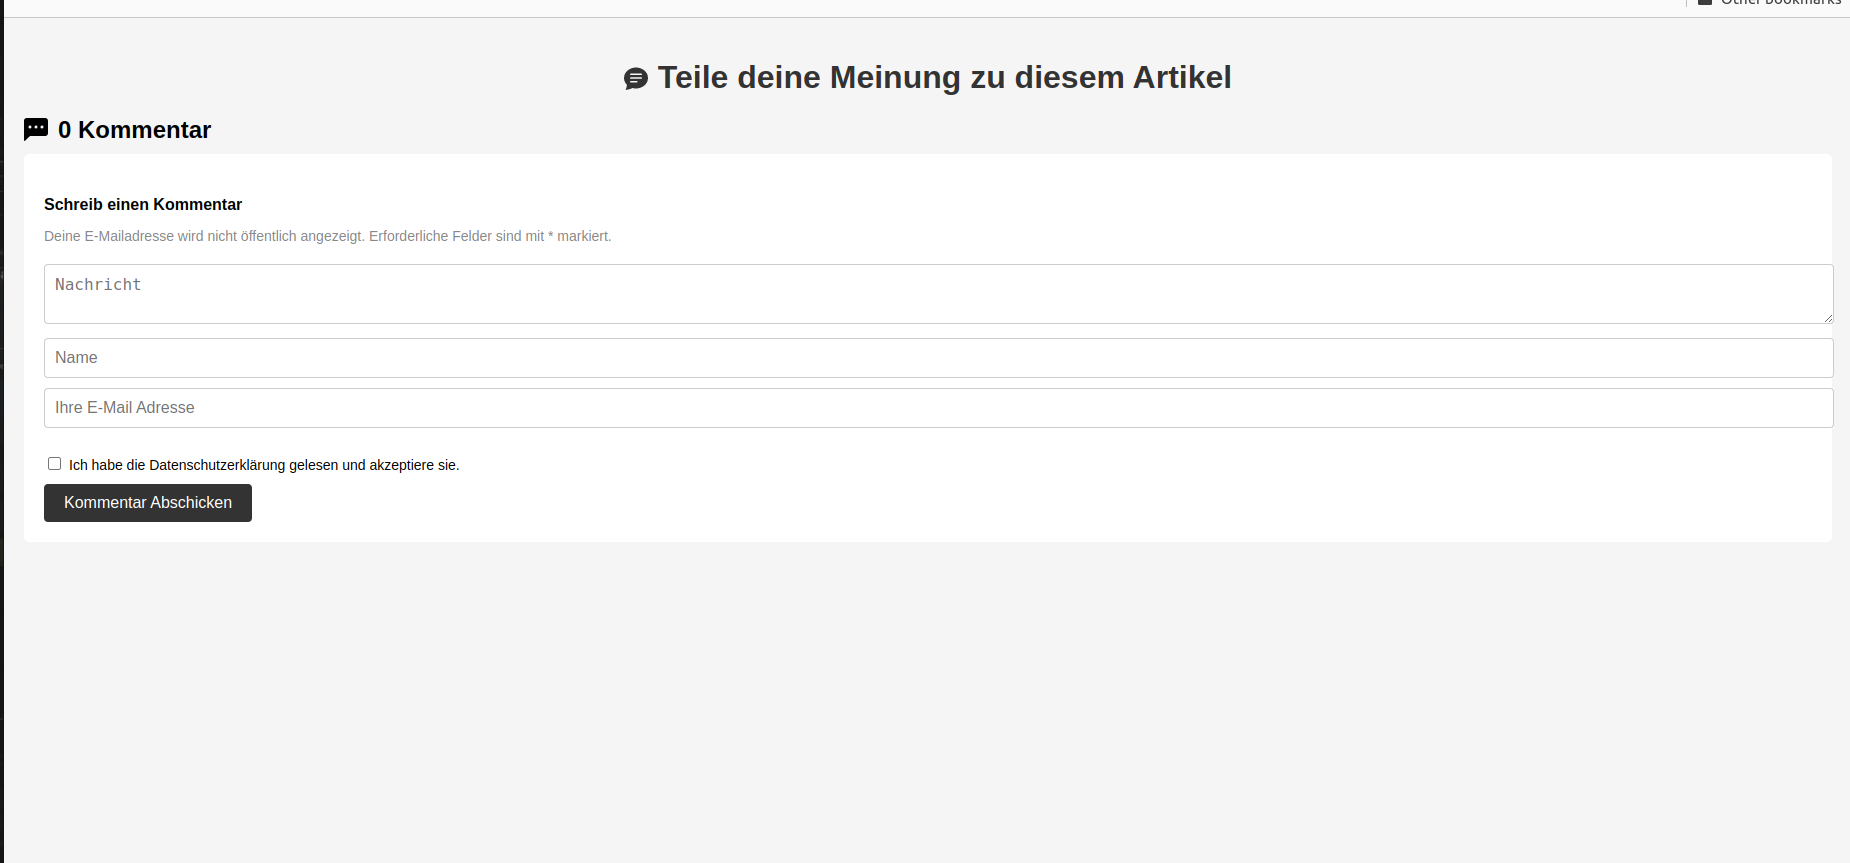 Other Bookmarks
Teile deine Meinung zu diesem Artikel
0 Kommentar
Schreib einen Kommentar
Deine E-Mailadresse wird nicht öffentlich angezeigt. Erforderliche Felder sind mit * markiert.
Nachricht
Name
Ihre E-Mail Adresse
Ich habe die Datenschutzerklärung gelesen und akzeptiere sie.
Kommentar Abschicken